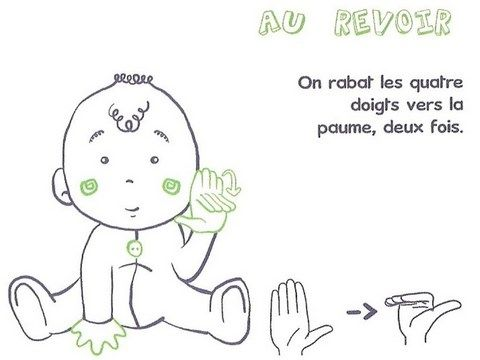 AU REVOIR
On rabat les quatre
doigts vers la
paume, deux fois.